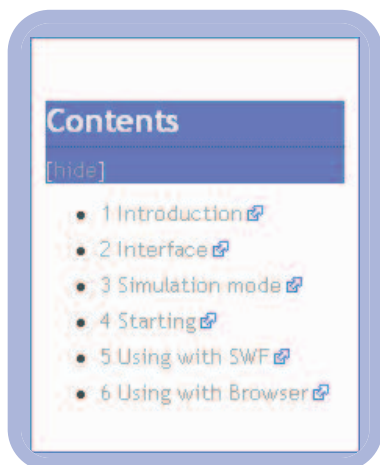 Contents
[hide]
1 Introduction
2 Interface
3 Simulation mode
4 Starting
5 Using with SWF
6 Using with Browser